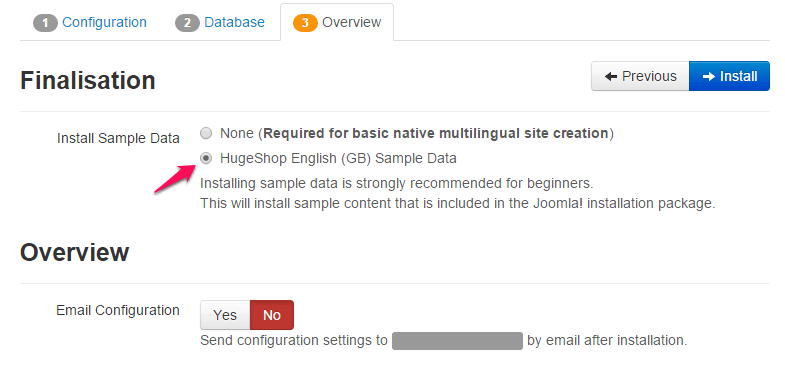 1 Configuration 2 Database 3 Overview
Finalisation
Previous Install
Install Sample Data
None (Required for basic native multilingual site creation)
HugeShop English (GB) Sample Data
Installing sample data is strongly recommended for beginners.
This will install sample content that is included in the Joomla! installation package.
Overview
Email Configuration
Yes No
Send configuration settings to by email after installation.